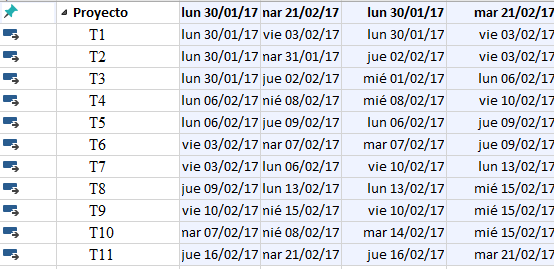 Proyecto lun 30/01/17 mar 21/02/17 lun 30/01/17 mar 21/02/17
T1 lun 30/01/17 vie 03/02/17 lun 30/01/17 vie 03/02/17
T2 lun 30/01/17 mar 31/01/17 jue 02/02/17 vie 03/02/17
T3 lun 30/01/17 jue 02/02/17 mié 01/02/17 lun 06/02/17
T4 lun 06/02/17 mié 08/02/17 mié 08/02/17 vie 10/02/17
T5 lun 06/02/17 jue 09/02/17 lun 06/02/17 jue 09/02/17
T6 vie 03/02/17 mar 07/02/17 mar 07/02/17 jue 09/02/17
T7 vie 03/02/17 lun 06/02/17 vie 10/02/17 lun 13/02/17
T8 jue 09/02/17 lun 13/02/17 lun 13/02/17 mié 15/02/17
T9 vie 10/02/17 mié 15/02/17 vie 10/02/17 mié 15/02/17
T10 mar 07/02/17 mié 08/02/17 mar 14/02/17 mié 15/02/17
T11 jue 16/02/17 mar 21/02/17 jue 16/02/17 mar 21/02/17